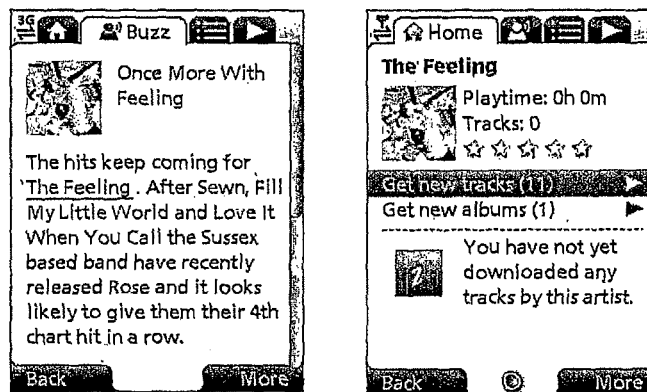 3G
Buzz
Once More With
Feeling
The hits keep coming for
The Feeling . After Sewn, Fill
My Little World and Love It
When You Call the Sussex
based band have recently
released Rose and it looks
likely to give them their 4th
chart hit in a row.
Back More
Home
The Feeling
Playtime: 0h 0m
Tracks: 0
Get new tracks (11)
Get new albums (1)
You have not yet
downloaded any
tracks by this artist.
Back More